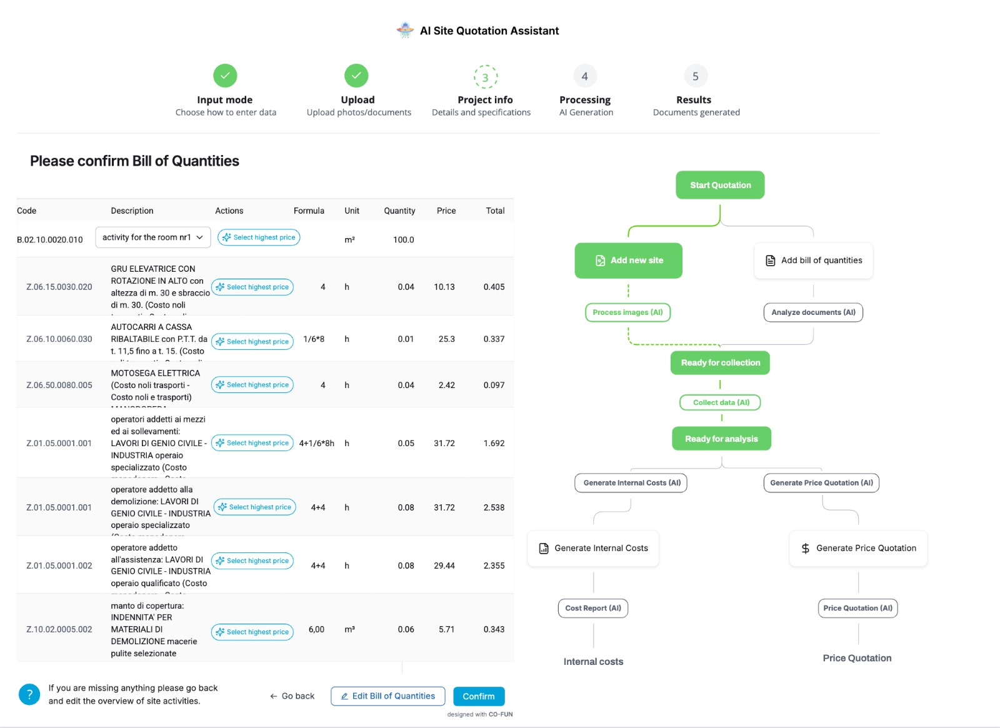 AI Site Quotation Assistant
3
4
5
Input mode
Upload
Project info
Processing
Results
Choose how to enter data
Upload photos/documents
Details and specifications
AI Generation
Documents generated
Please confirm Bill of Quantities
Code Description Actions Formula Unit Quantity Price Total
B.02.10.0020.010 activity for the room nr1 Select highest price m² 100.0
GRU ELEVATRICE CON
ROTAZIONE IN ALTO con
altezza di m. 30 e sbraccio
di m. 30. (Costo noli
Z.06.15.0030.020 Select highest price 4 h 0.04 10.13 0.405
AUTOCARRI A CASSA
RIBALTABILE con P.T.T. da
t. 11,5 fino a t. 15. (Costo
Z.06.10.0060.030 Select highest price 1/6*8 h 0.01 25.3 0.337
MOTOSEGA ELETTRICA
(Costo noli trasporti -
Costo noli e trasporti)
Z.06.50.0080.005 Select highest price 4 h 0.04 2.42 0.097
operatori addetti ai mezzi
ed ai sollevamenti:
LAVORI DI GENIO CIVILE -
INDUSTRIA operaio
specializzato (Costo
Z.01.05.0001.001 Select highest price 4+1/6*8h h 0.05 31.72 1.692
operatore addetto alla
demolizione: LAVORI DI
GENIO CIVILE - INDUSTRIA
operaio specializzato
Z.01.05.0001.001 Select highest price 4+4 h 0.08 31.72 2.538
operatore addetto
all'assistenza: LAVORI DI
GENIO CIVILE - INDUSTRIA
operaio qualificato (Costo
Z.01.05.0001.002 Select highest price 4+4 h 0.08 29.44 2.355
manto di copertura:
INDENNITA' PER
MATERIALI DI
DEMOLIZIONE macerie
pulite selezionate
Z.10.02.0005.002 Select highest price 6,00 m³ 0.06 5.71 0.343
?
If you are missing anything please go back
and edit the overview of site activities.
← Go back
Edit Bill of Quantities
Confirm
designed with CO-FUN
Start Quotation
Add new site
Add bill of quantities
Process images (AI)
Analyze documents (AI)
Ready for collection
Collect data (AI)
Ready for analysis
Generate Internal Costs (AI)
Generate Price Quotation (AI)
Generate Internal Costs
$ Generate Price Quotation
Cost Report (AI)
Price Quotation (AI)
Internal costs
Price Quotation